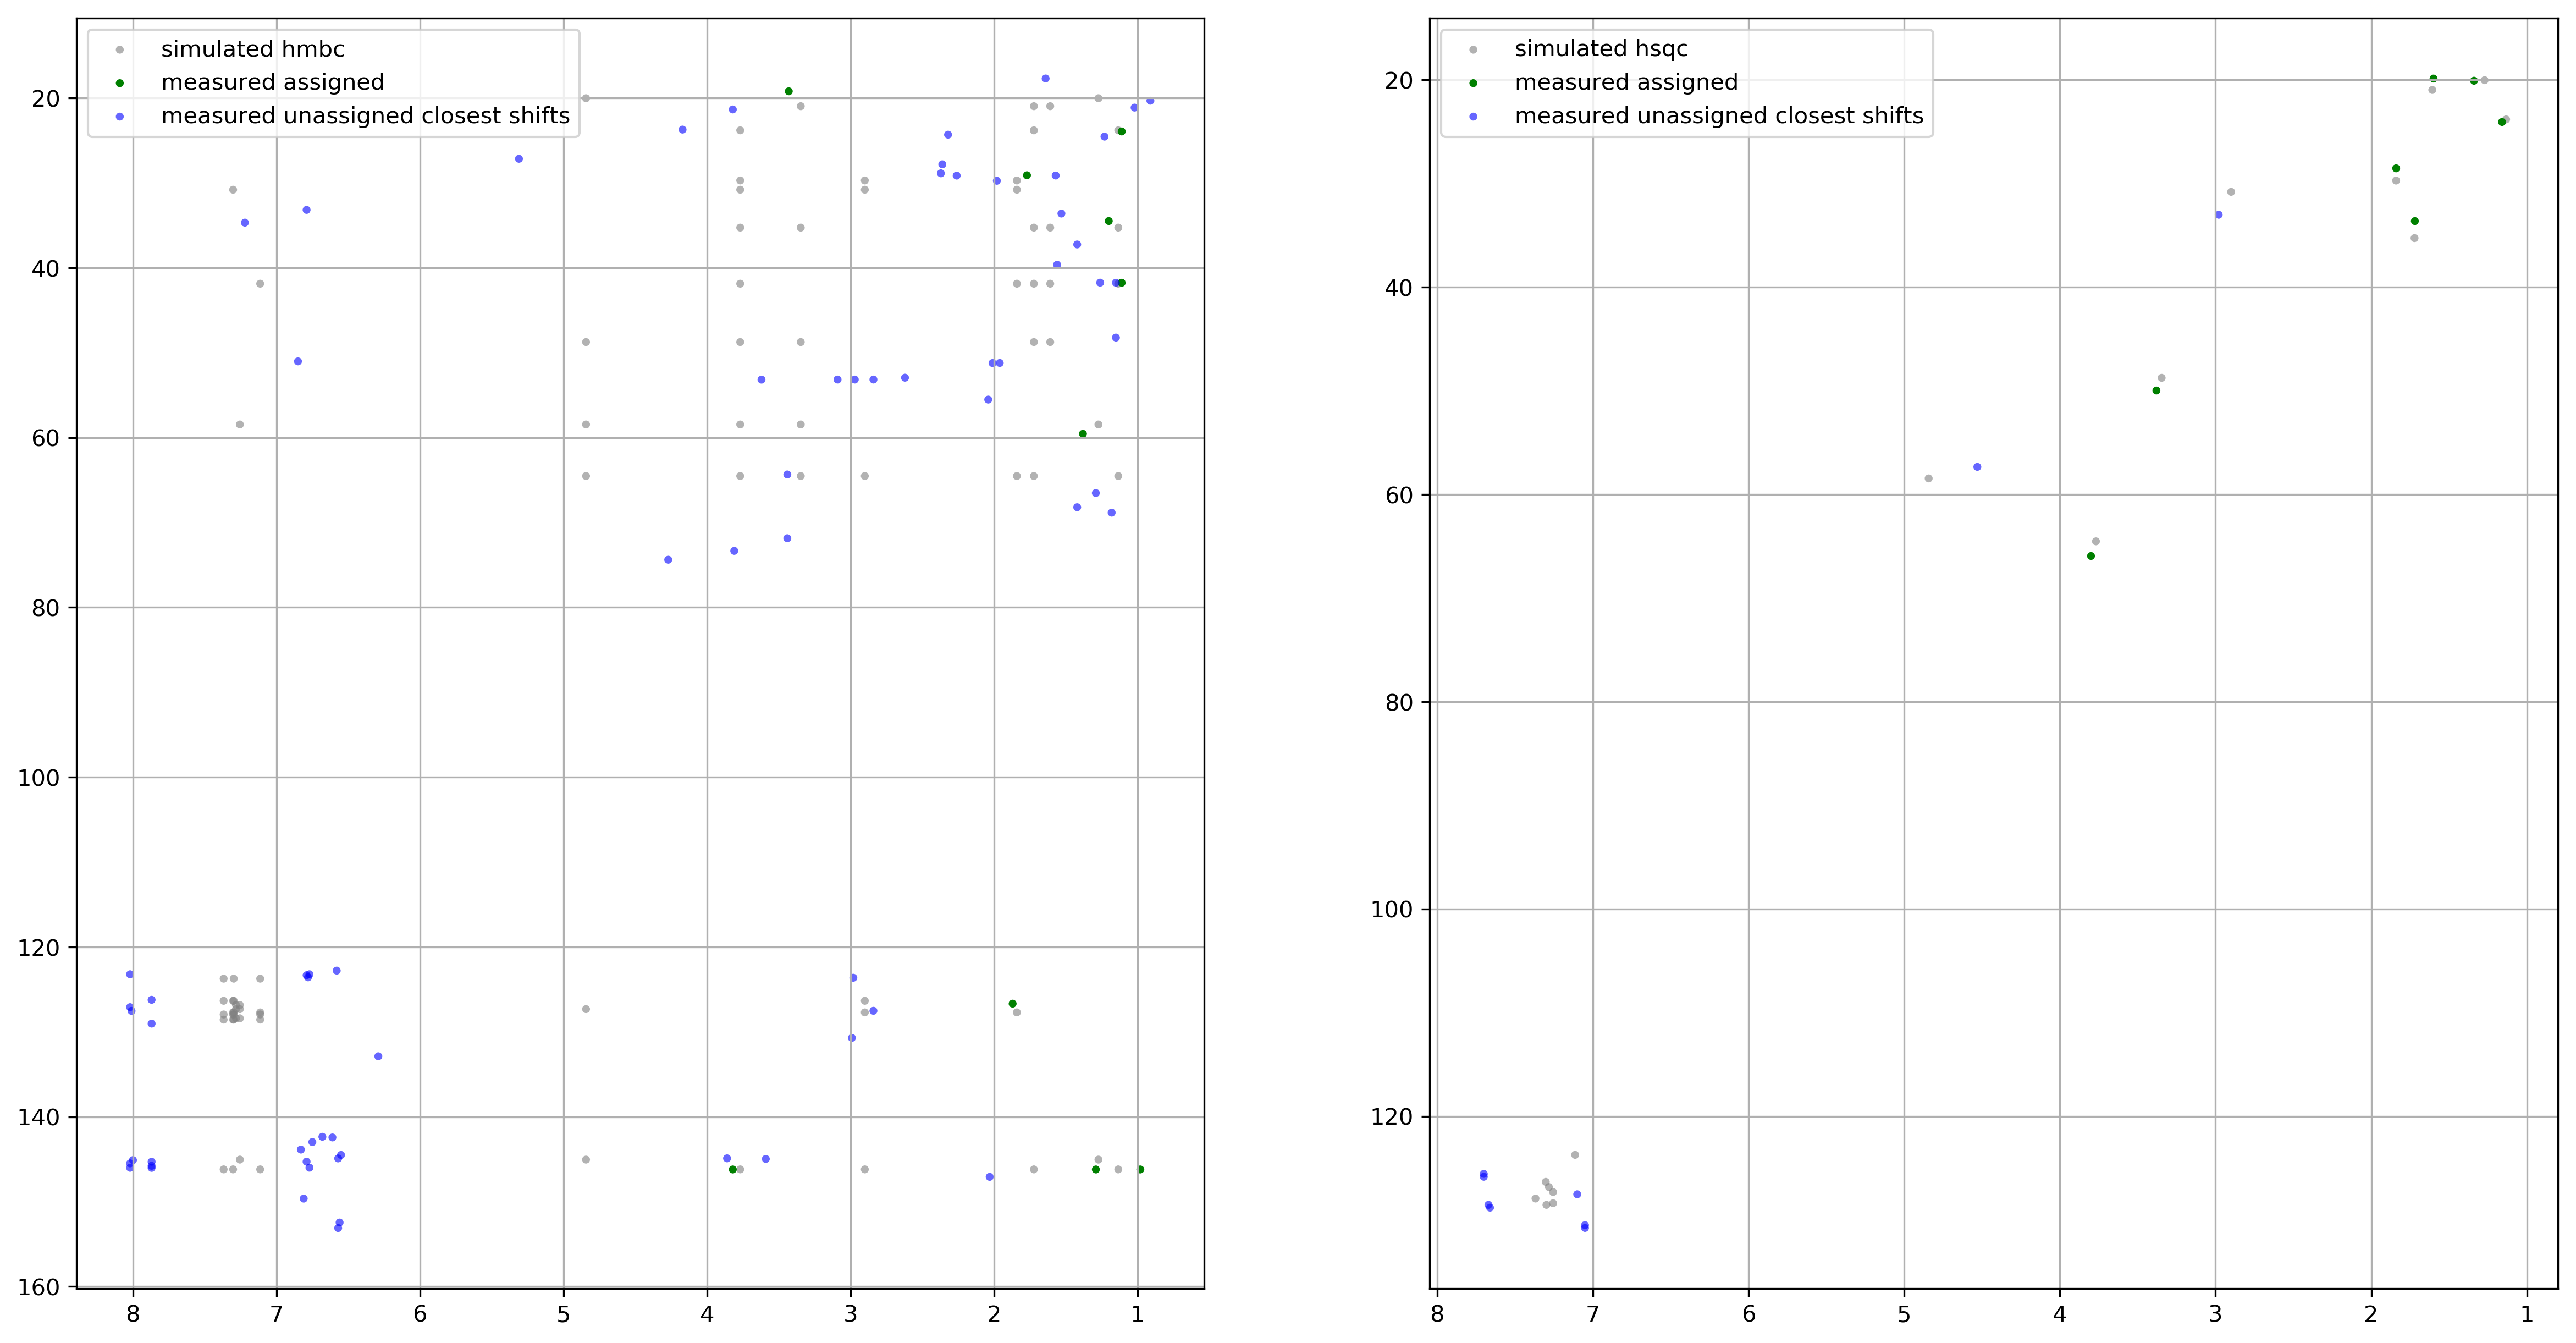 simulated hmbc
measured assigned
measured unassigned closest shifts
20
40
60
80
100
120
140
160
8 7 6 5 4 3 2 1
simulated hsqc
measured assigned
measured unassigned closest shifts
20
40
60
80
100
120
8 7 6 5 4 3 2 1